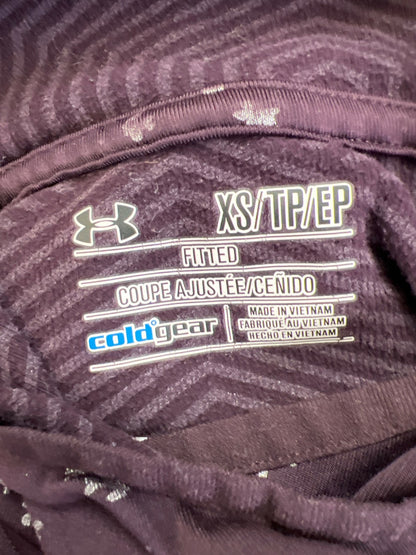 XS/TP/EP
FITTED
COUPE AJUSTÉE/CEÑIDO
coldgear
MADE IN VIETNAM
FABRIQUÉ AU VIETNAM
HECHO EN VIETNAM